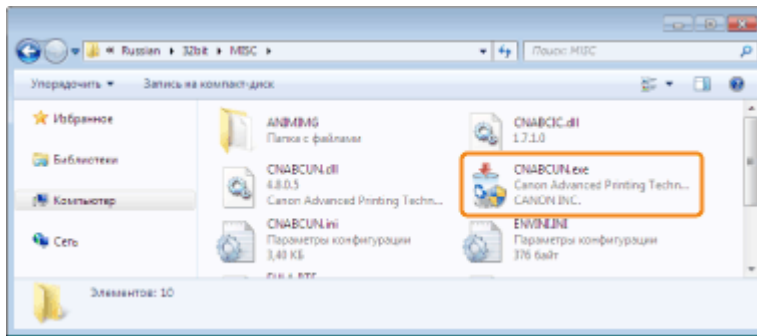 « Russian ▸ 32bit ▸ MISC ▸
Поиск: MISC
Упорядочить ▾ Запись на компакт-диск
Избранное
Библиотеки
Компьютер
Сеть
ANIMIMG
Папка с файлами
CNABCIC.dll
1.7.1.0
CNABCUN.dll
4.8.0.5
Canon Advanced Printing Techn...
CNABCUN.exe
Canon Advanced Printing Techn...
CANON INC.
CNABCUN.ini
Параметры конфигурации
3,40 КБ
ENVINI.INI
Параметры конфигурации
376 байт
Элементов: 10